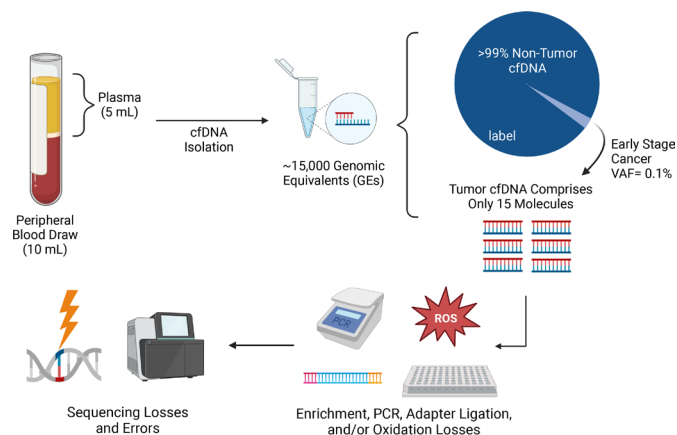 Plasma
(5 mL)
Peripheral
Blood Draw
(10 mL)
cfDNA
Isolation
~15,000 Genomic
Equivalents (GEs)
>99% Non-Tumor
cfDNA
label
Early Stage
Cancer
VAF= 0.1%
Tumor cfDNA Comprises
Only 15 Molecules
ROS
PCR
Enrichment, PCR, Adapter Ligation,
and/or Oxidation Losses
Sequencing Losses
and Errors